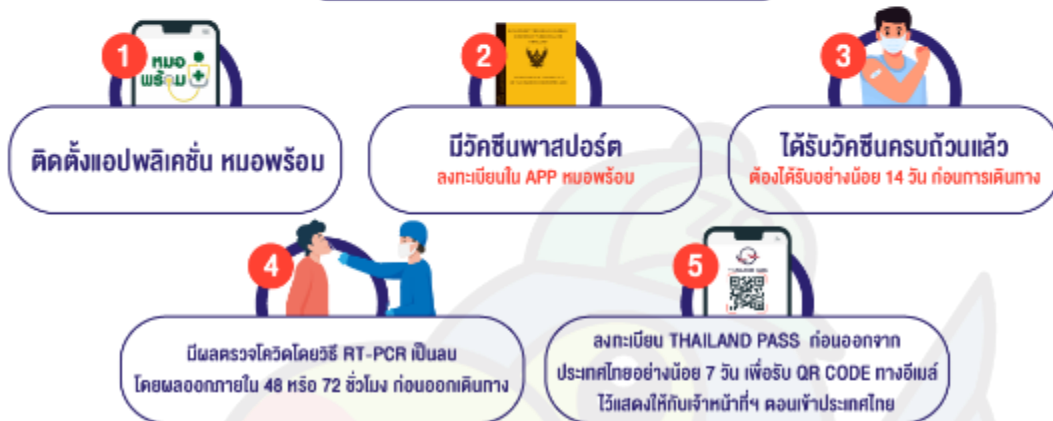 1
หมอ
พร้อม
ติดตั้งแอปพลิเคชั่น หมอพร้อม
2
มีวัคซีนพาสปอร์ต
ลงทะเบียนใน APP หมอพร้อม
3
ได้รับวัคซีนครบถ้วนแล้ว
ต้องได้รับอย่างน้อย 14 วัน ก่อนการเดินทาง
4
มีผลตรวจโควิดโดยวิธี RT-PCR เป็นลบ
โดยผลออกภายใน 48 หรือ 72 ชั่วโมง ก่อนออกเดินทาง
5
ลงทะเบียน THAILAND PASS ก่อนออกจาก
ประเทศไทยอย่างน้อย 7 วัน เพื่อรับ QR CODE ทางอีเมล์
ไว้แสดงให้กับเจ้าหน้าที่ฯ ตอนเข้าประเทศไทย